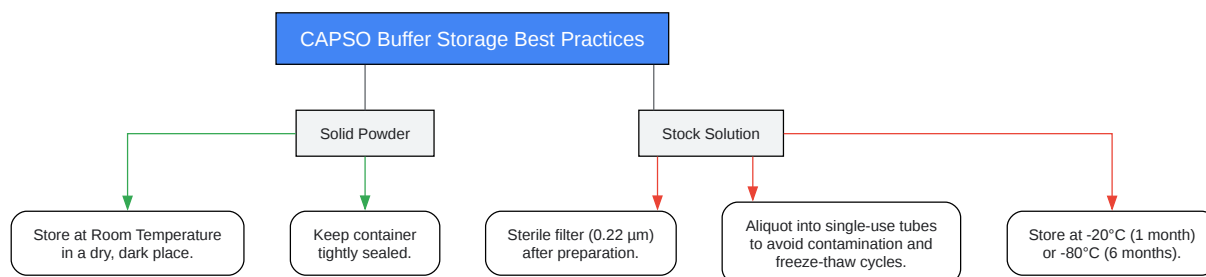 CAPSO Buffer Storage Best Practices
Solid Powder
Stock Solution
Store at Room Temperature
in a dry, dark place.
Keep container
tightly sealed.
Sterile filter (0.22 µm)
after preparation.
Aliquot into single-use tubes
to avoid contamination and
freeze-thaw cycles.
Store at -20°C (1 month)
or -80°C (6 months).